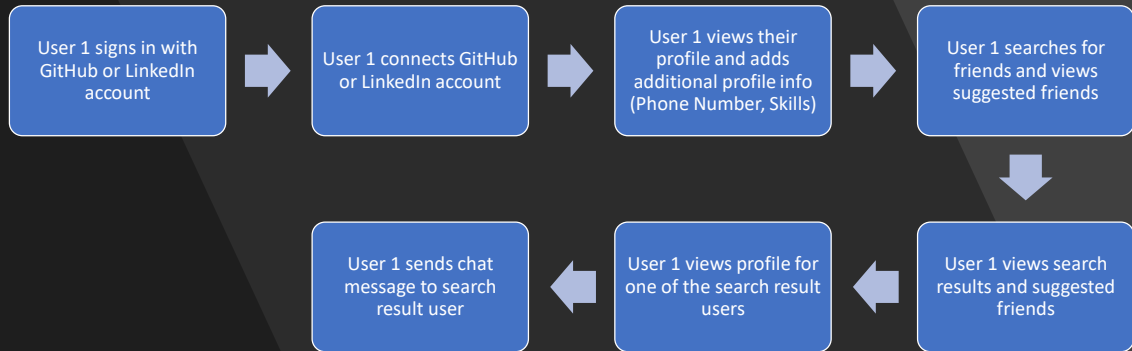 User 1 signs in with
GitHub or LinkedIn
account
User 1 connects GitHub
or LinkedIn account
User 1 views their
profile and adds
additional profile info
(Phone Number, Skills)
User 1 searches for
friends and views
suggested friends
User 1 views search
results and suggested
friends
User 1 views profile for
one of the search result
users
User 1 sends chat
message to search
result user